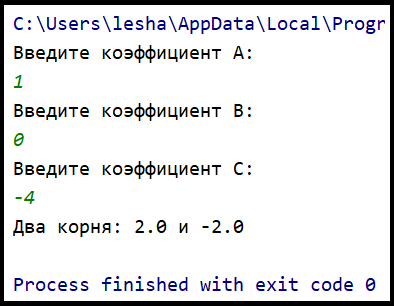 C:\Users\lesha\AppData\Local\Progr
Введите коэффициент A:
1
Введите коэффициент B:
0
Введите коэффициент C:
-4
Два корня: 2.0 и -2.0
Process finished with exit code 0